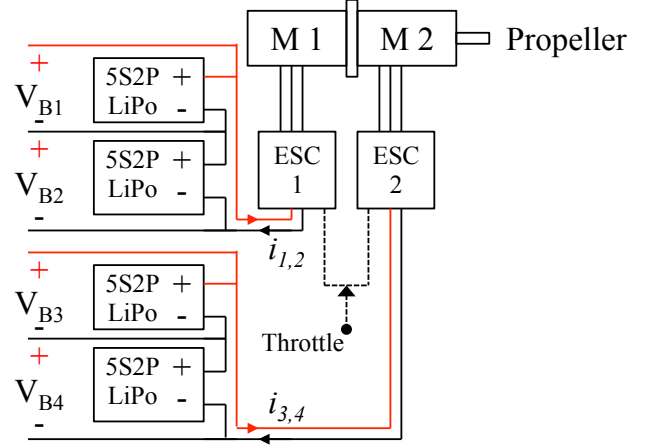 M 1
M 2
Propeller
+
V_B1
-
5S2P +
LiPo -
+
V_B2
-
5S2P +
LiPo -
ESC
1
ESC
2
i_1,2
+
V_B3
-
5S2P +
LiPo -
Throttle
+
V_B4
-
5S2P +
LiPo -
i_3,4